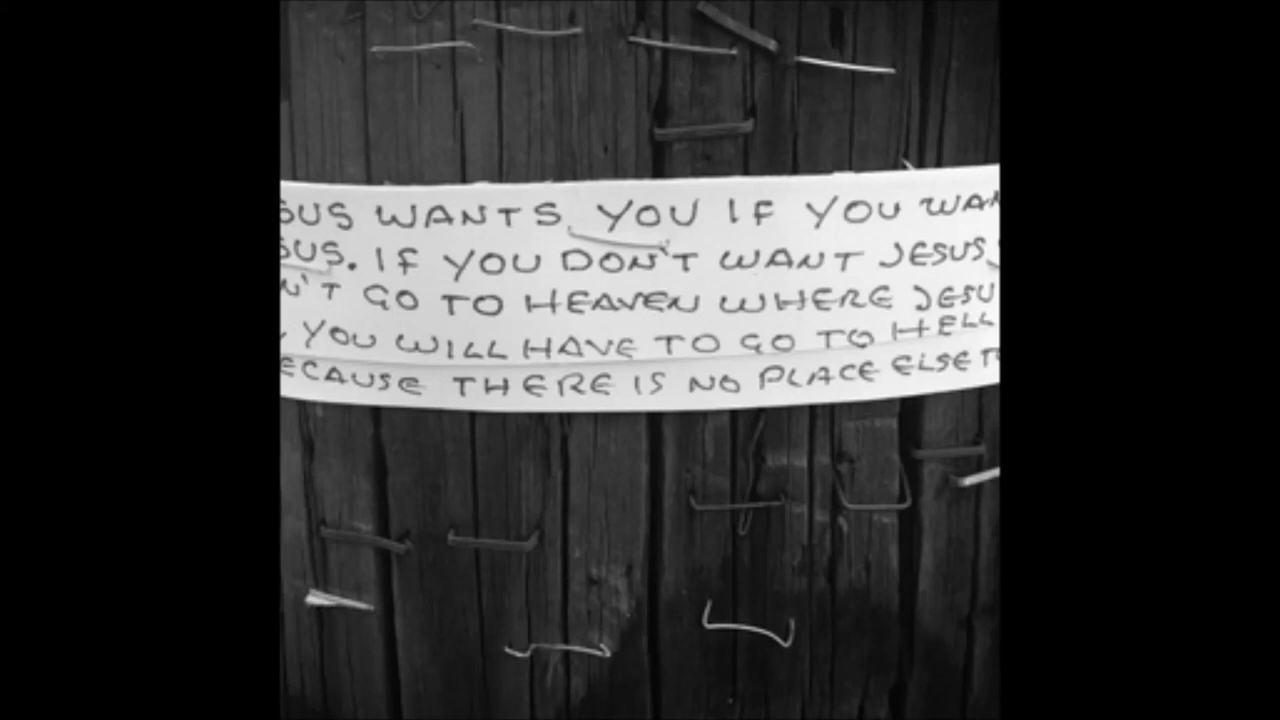 SUS WANTS YOU IF YOU WAN
SUS. IF YOU DON'T WANT JESUS
N'T GO TO HEAVEN WHERE JESU
, YOU WILL HAVE TO GO TO HELL
ECAUSE THERE IS NO PLACE ELSE T